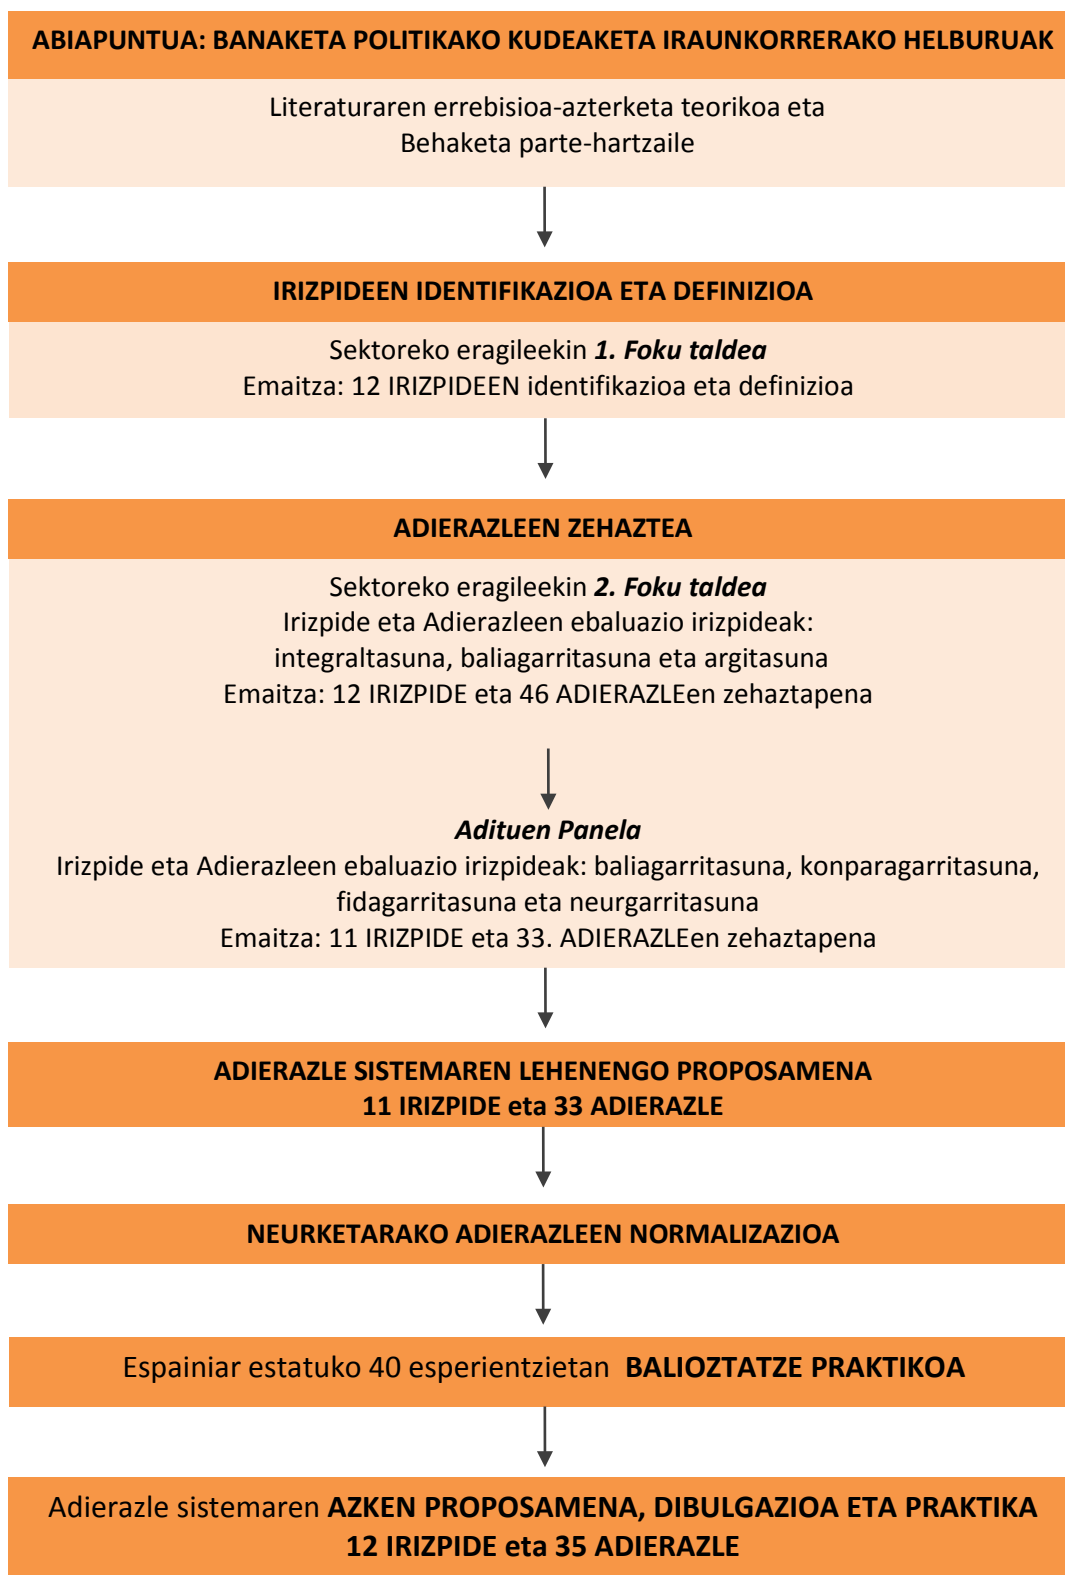 ABIAPUNTUA: BANAKETA POLITIKAKO KUDEAKETA IRAUNKORRERAKO HELBURUAK
Literaturaren errebisioa-azterketa teorikoa eta
Behaketa parte-hartzaile
IRIZPIDEEN IDENTIFIKAZIOA ETA DEFINIZIOA
Sektoreko eragileekin 1. Foku taldea
Emaitza: 12 IRIZPIDEEN identifikazioa eta definizioa
ADIERAZLEEN ZEHAZTEA
Sektoreko eragileekin 2. Foku taldea
Irizpide eta Adierazleen ebaluazio irizpideak:
integraltasuna, baliagarritasuna eta argitasuna
Emaitza: 12 IRIZPIDE eta 46 ADIERAZLEen zehaztapena
Adituen Panela
Irizpide eta Adierazleen ebaluazio irizpideak: baliagarritasuna, konparagarritasuna,
fidagarritasuna eta neurgarritasuna
Emaitza: 11 IRIZPIDE eta 33. ADIERAZLEen zehaztapena
ADIERAZLE SISTEMAREN LEHENENGO PROPOSAMENA
11 IRIZPIDE eta 33 ADIERAZLE
NEURKETARAKO ADIERAZLEEN NORMALIZAZIOA
Espainiar estatuko 40 esperientzietan BALIOZTATZE PRAKTIKOA
Adierazle sistemaren AZKEN PROPOSAMENA, DIBULGAZIOA ETA PRAKTIKA
12 IRIZPIDE eta 35 ADIERAZLE